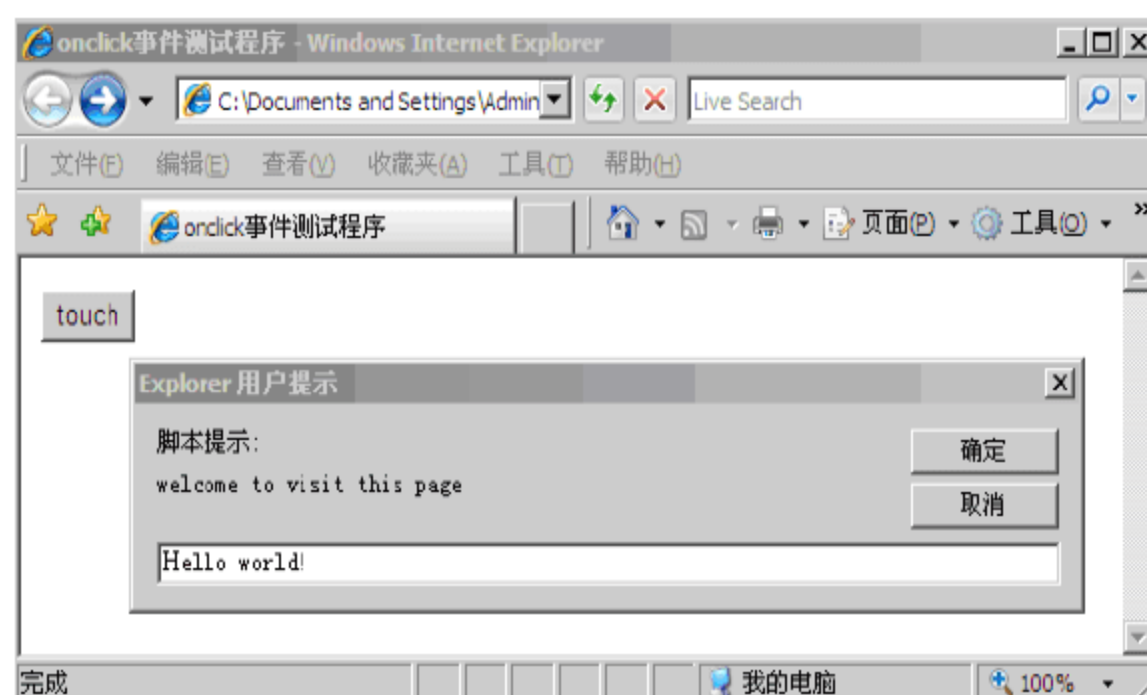 onclick事件测试程序 - Windows Internet Explorer
C:\Documents and Settings\Admin
Live Search
文件(F) 编辑(E) 查看(V) 收藏夹(A) 工具(T) 帮助(H)
onclick事件测试程序
页面(P)
工具(O)
touch
Explorer 用户提示
脚本提示:
welcome to visit this page
确定
取消
Hello world!
完成
我的电脑
100%